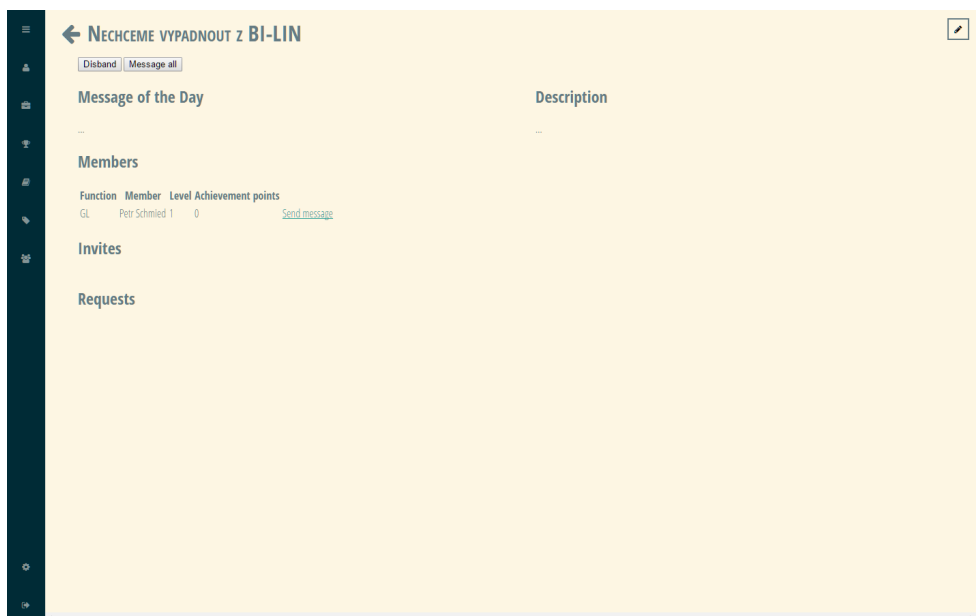 Nechceme vypadnout z BI-LIN
Disband Message all
Message of the Day
...
Description
...
Members
Function Member Level Achievement points
GL Petr Schmied 1 0 Send message
Invites
Requests